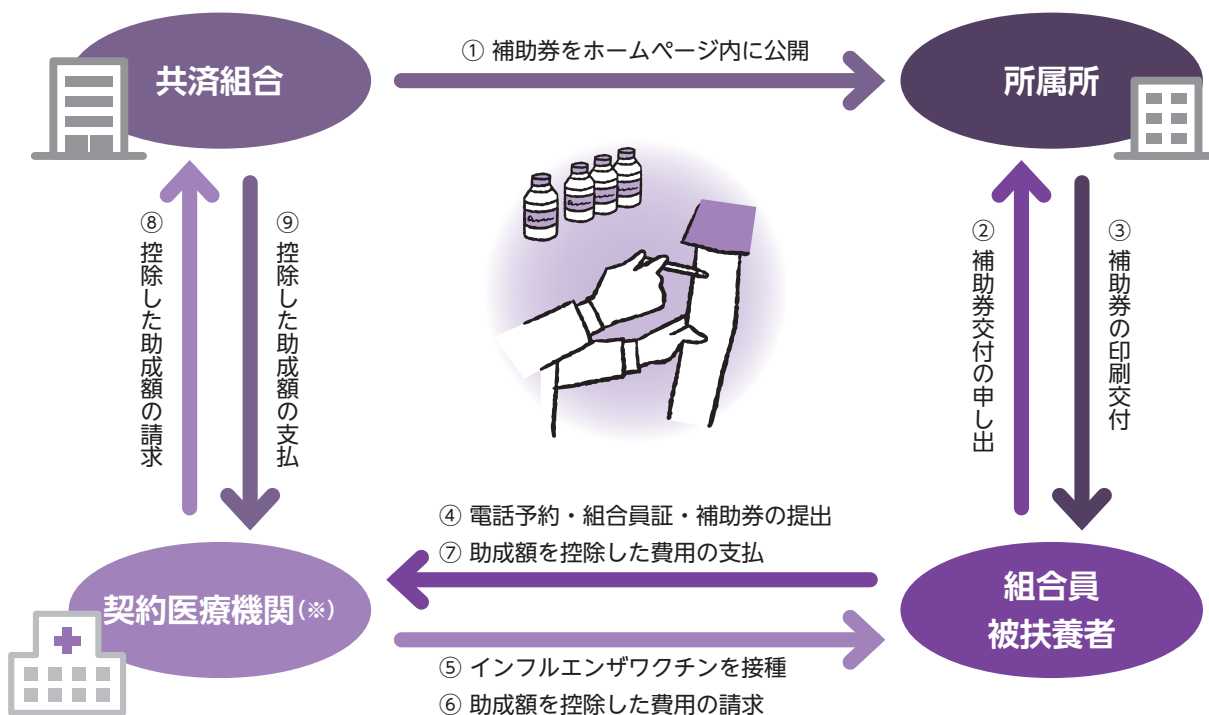 共済組合
① 補助券をホームページ内に公開
所属所
⑧ 控除した助成額の請求
⑨ 控除した助成額の支払
② 補助券交付の申し出
③ 補助券の印刷交付
④ 電話予約・組合員証・補助券の提出
⑦ 助成額を控除した費用の支払
契約医療機関(※)
組合員
被扶養者
⑤ インフルエンザワクチンを接種
⑥ 助成額を控除した費用の請求